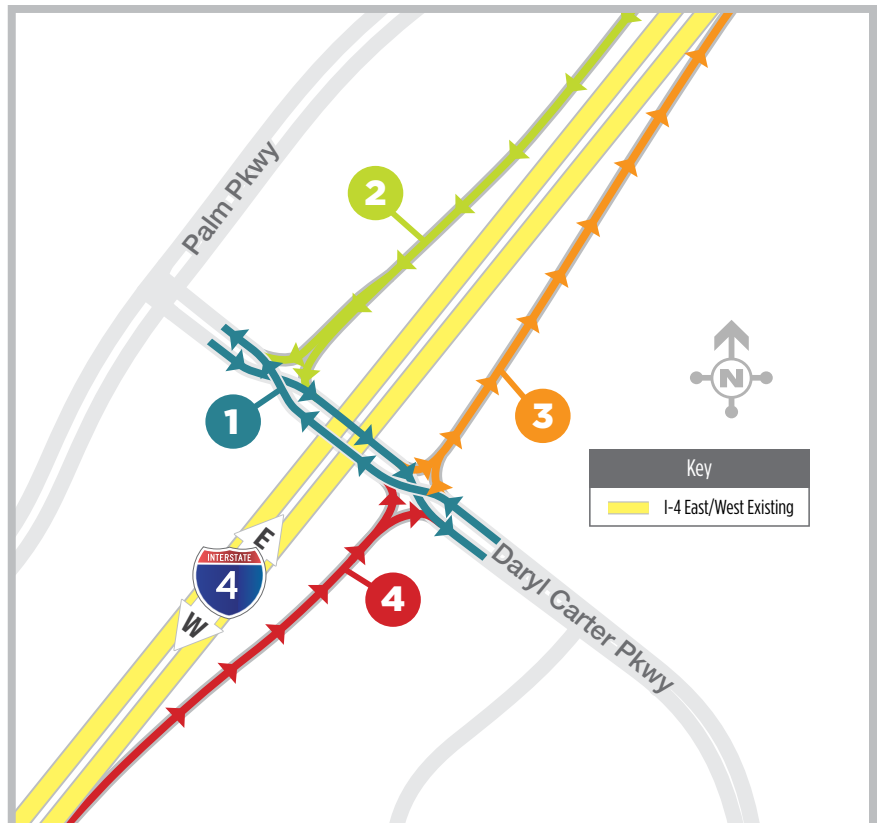 Palm Pkwy
2
1
3
N
Key
I-4 East/West Existing
E
INTERSTATE
4
W
4
Daryl Carter Pkwy